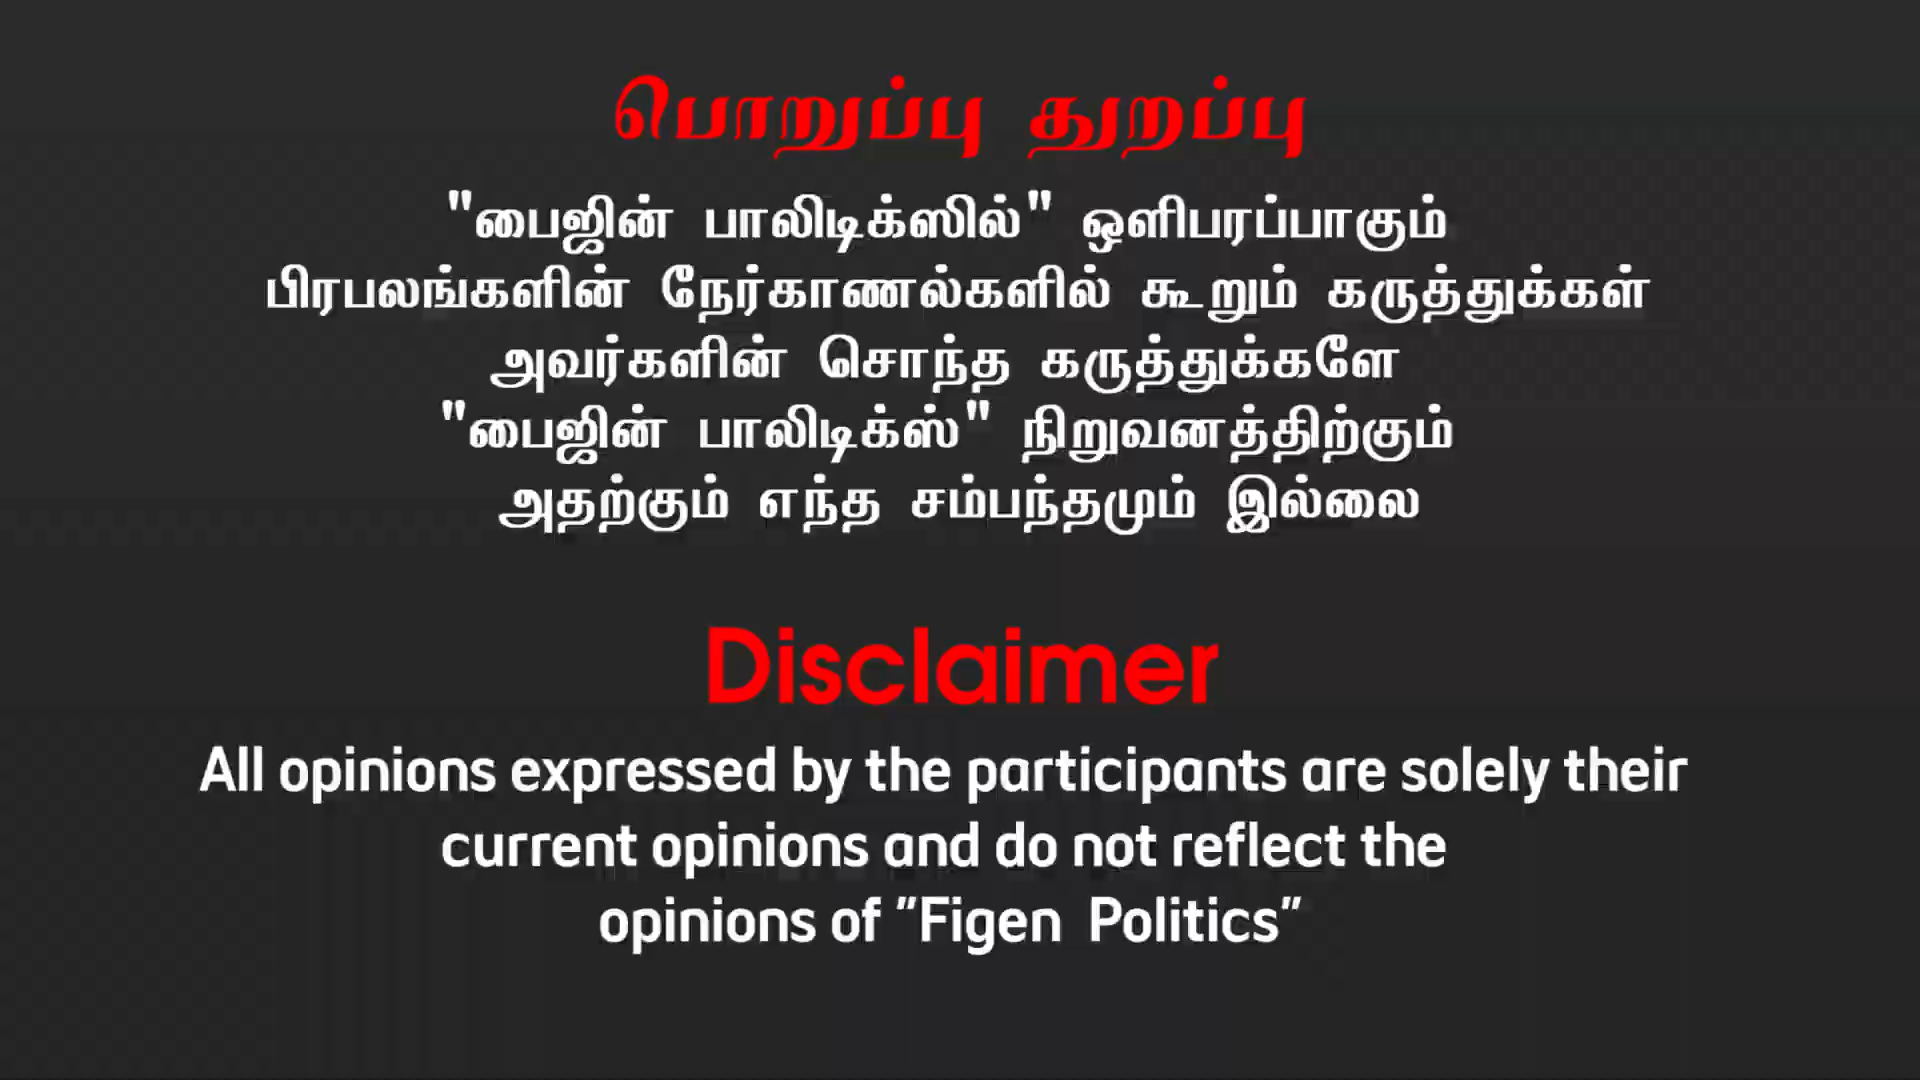 பொறுப்பு துறப்பு
"பைஜின் பாலிடிக்ஸில்" ஒளிபரப்பாகும்
பிரபலங்களின் நேர்காணல்களில் கூறும் கருத்துக்கள்
அவர்களின் சொந்த கருத்துக்களே
"பைஜின் பாலிடிக்ஸ்" நிறுவனத்திற்கும்
அதற்கும் எந்த சம்பந்தமும் இல்லை
Disclaimer
All opinions expressed by the participants are solely their
current opinions and do not reflect the
opinions of "Figen Politics"